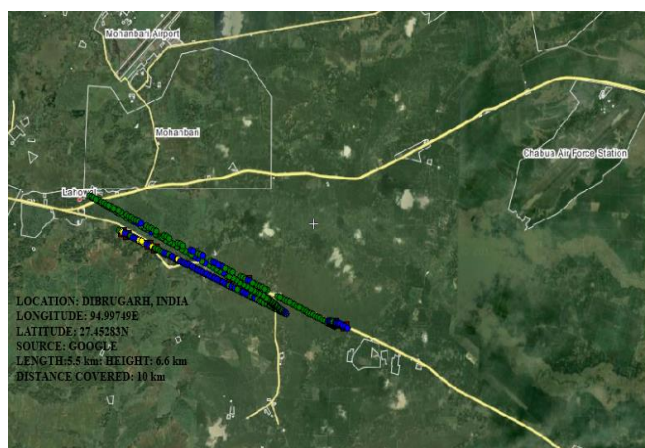 Mohanbari Airport
Mohanbari
Chabua Air Force Station
Lahowal
LOCATION: DIBRUGARH, INDIA
LONGITUDE: 94.99749E
LATITUDE: 27.45283N
SOURCE: GOOGLE
LENGTH:5.5 km: HEIGHT: 6.6 km
DISTANCE COVERED: 10 km